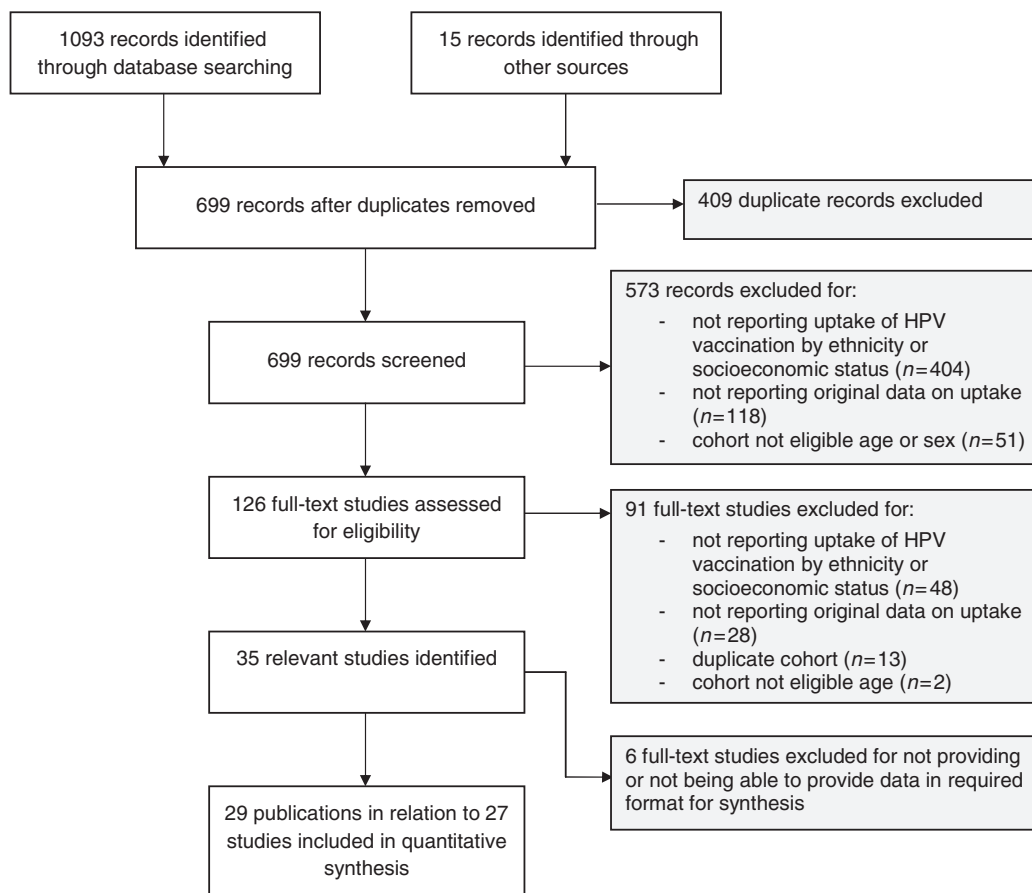 1093 records identified
through database searching
15 records identified through
other sources
699 records after duplicates removed
409 duplicate records excluded
699 records screened
573 records excluded for:
- not reporting uptake of HPV
vaccination by ethnicity or
socioeconomic status (n=404)
- not reporting original data on uptake
(n=118)
- cohort not eligible age or sex (n=51)
126 full-text studies assessed
for eligibility
91 full-text studies excluded for:
- not reporting uptake of HPV
vaccination by ethnicity or
socioeconomic status (n=48)
- not reporting original data on uptake
(n=28)
- duplicate cohort (n=13)
- cohort not eligible age (n=2)
35 relevant studies identified
6 full-text studies excluded for not providing
or not being able to provide data in required
format for synthesis
29 publications in relation to 27
studies included in quantitative
synthesis